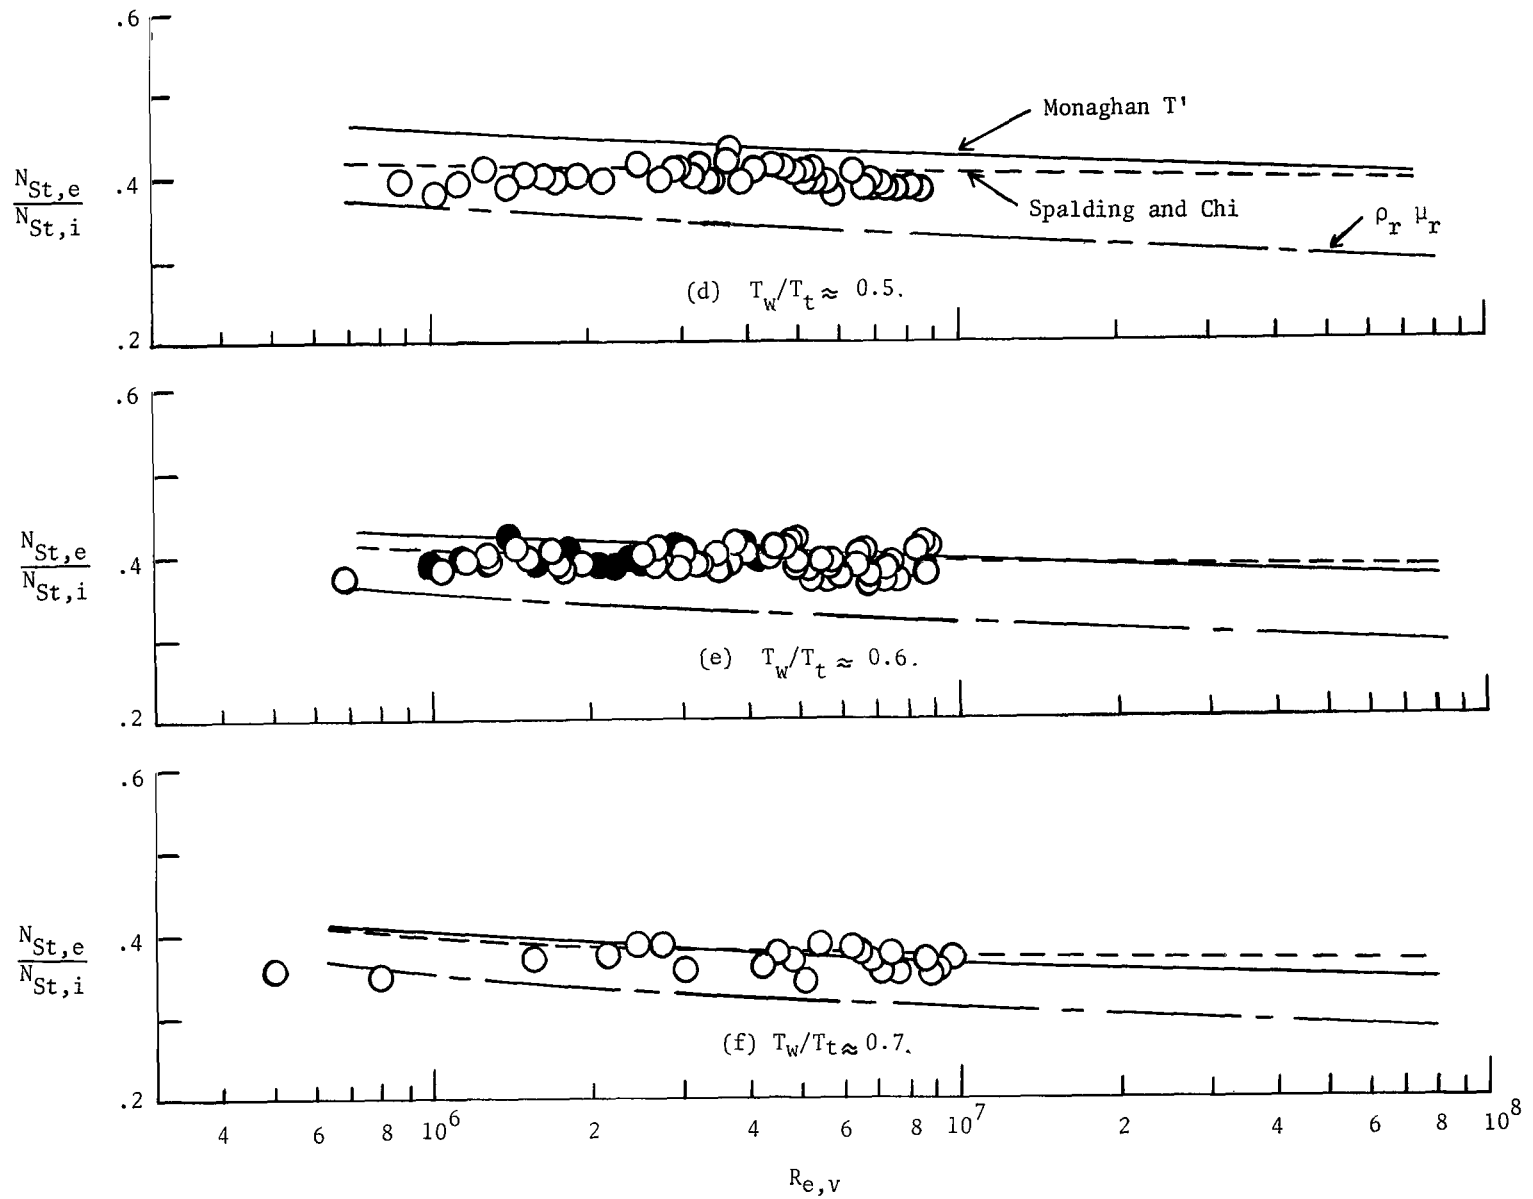 .6
Monaghan T'
N_St,e
N_St,i
.4
Spalding and Chi
ρ_r μ_r
(d) T_w/T_t ≈ 0.5.
.2
.6
N_St,e
N_St,i
.4
(e) T_w/T_t ≈ 0.6.
.2
.6
N_St,e
N_St,i
.4
(f) T_w/T_t ≈ 0.7.
.2
4 6 8 10^6 2 4 6 8 10^7 2 4 6 8 10^8
R_e,v